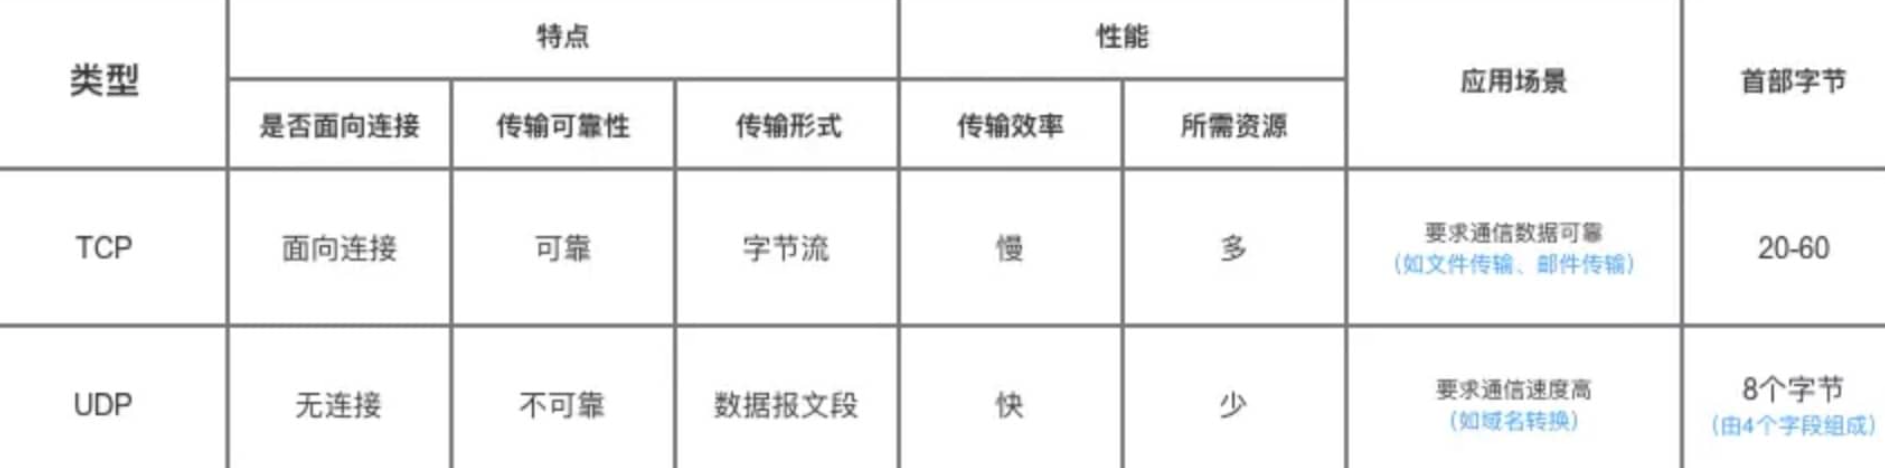 类型
特点
性能
应用场景
首部字节
是否面向连接
传输可靠性
传输形式
传输效率
所需资源
TCP
面向连接
可靠
字节流
慢
多
要求通信数据可靠
（如文件传输、邮件传输）
20-60
UDP
无连接
不可靠
数据报文段
快
少
要求通信速度高
（如域名转换）
8个字节
（由4个字段组成）